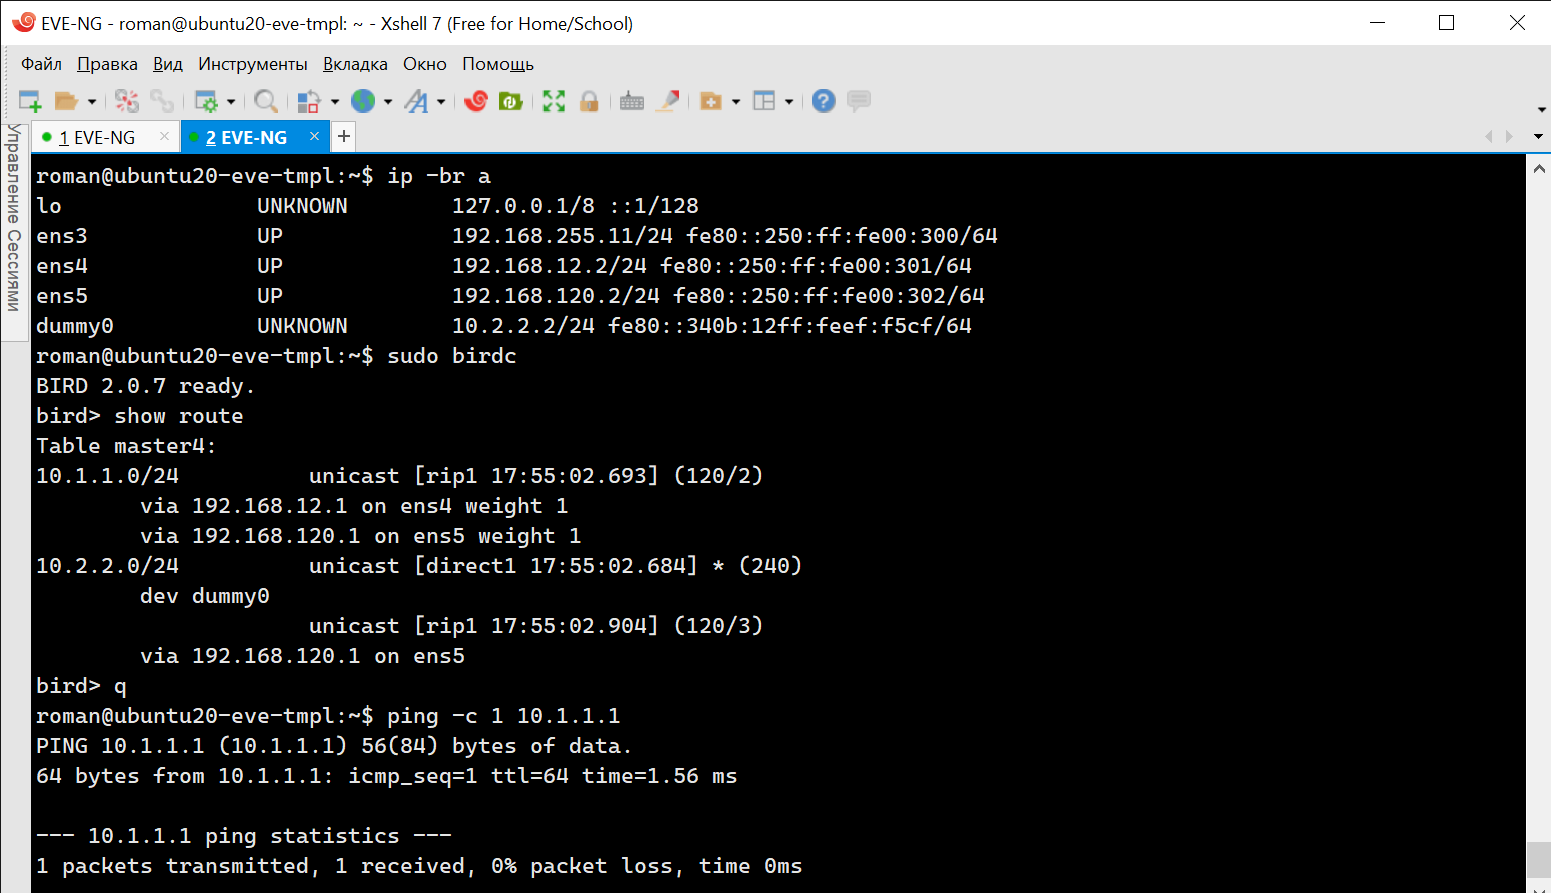 EVE-NG - roman@ubuntu20-eve-tmpl: ~ - Xshell 7 (Free for Home/School)
Файл Правка Вид Инструменты Вкладка Окно Помощь
1 EVE-NG × 2 EVE-NG × +
Управление Сессиями
roman@ubuntu20-eve-tmpl:~$ ip -br a
lo UNKNOWN 127.0.0.1/8 ::1/128
ens3 UP 192.168.255.11/24 fe80::250:ff:fe00:300/64
ens4 UP 192.168.12.2/24 fe80::250:ff:fe00:301/64
ens5 UP 192.168.120.2/24 fe80::250:ff:fe00:302/64
dummy0 UNKNOWN 10.2.2.2/24 fe80::340b:12ff:feef:f5cf/64
roman@ubuntu20-eve-tmpl:~$ sudo birdc
BIRD 2.0.7 ready.
bird> show route
Table master4:
10.1.1.0/24 unicast [rip1 17:55:02.693] (120/2)
via 192.168.12.1 on ens4 weight 1
via 192.168.120.1 on ens5 weight 1
10.2.2.0/24 unicast [direct1 17:55:02.684] * (240)
dev dummy0
unicast [rip1 17:55:02.904] (120/3)
via 192.168.120.1 on ens5
bird> q
roman@ubuntu20-eve-tmpl:~$ ping -c 1 10.1.1.1
PING 10.1.1.1 (10.1.1.1) 56(84) bytes of data.
64 bytes from 10.1.1.1: icmp_seq=1 ttl=64 time=1.56 ms
--- 10.1.1.1 ping statistics ---
1 packets transmitted, 1 received, 0% packet loss, time 0ms